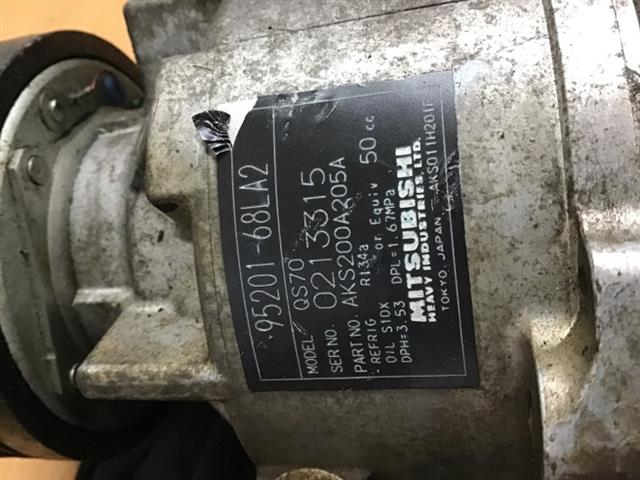 95201-68LA2
MODEL QS70
SER NO. 0213315
PART NO. AKS200A205A
REFRIG R134a
OIL S10X or Equiv 50 cc
DPH=3.53 DPL=1.67MPa
MITSUBISHI
HEAVY INDUSTRIES, LTD.
TOKYO, JAPAN AKS011H201F